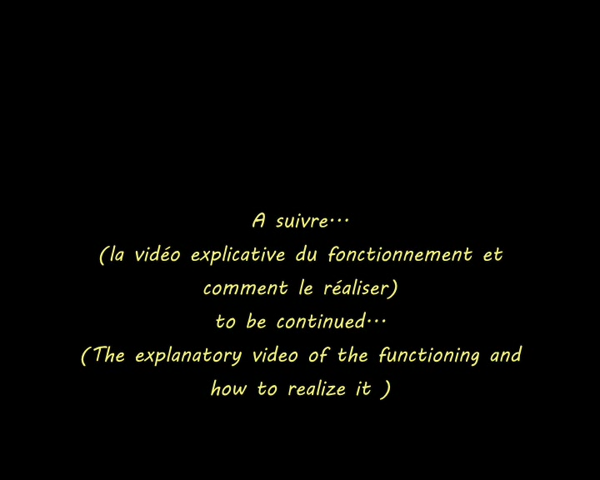 A suivre...
(la vidéo explicative du fonctionnement et
comment le réaliser)
to be continued...
(The explanatory video of the functioning and
how to realize it )